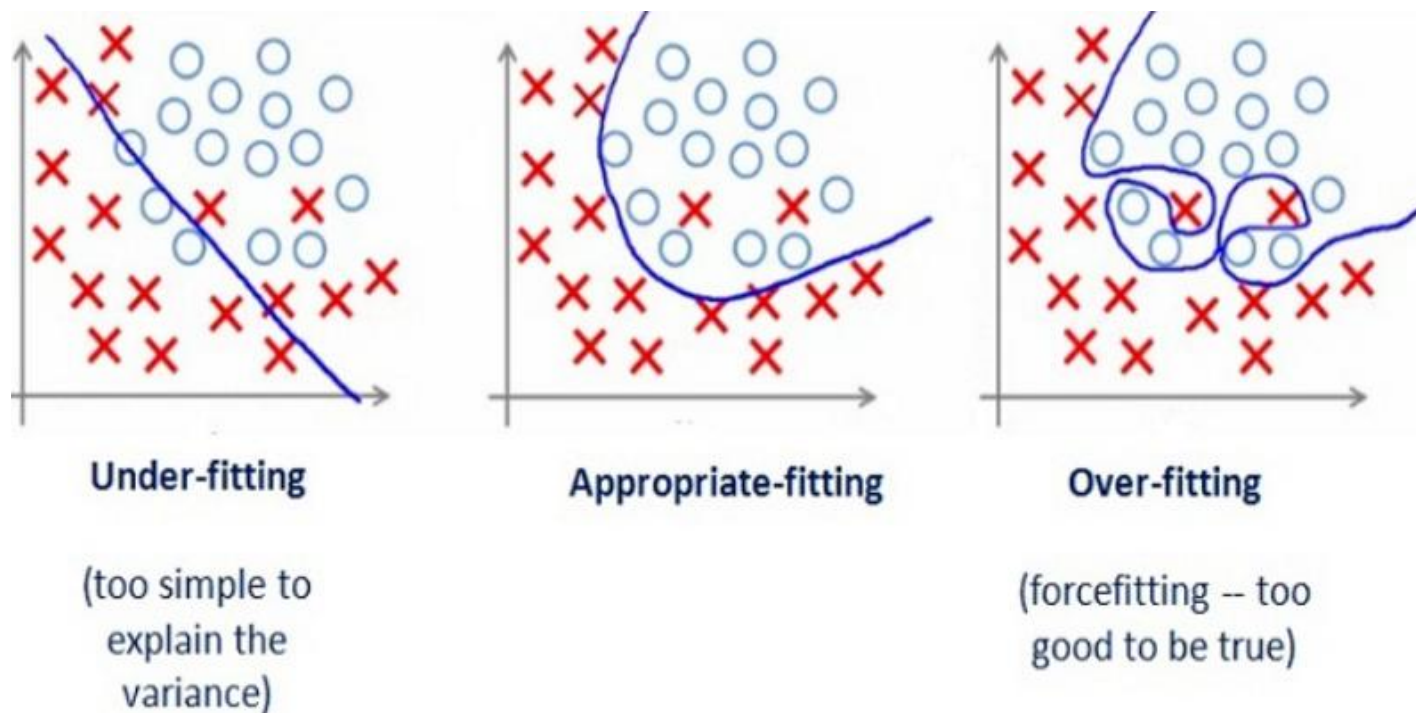 Under-fitting
Appropriate-fitting
Over-fitting
(too simple to
explain the
variance)
(forcefitting -- too
good to be true)